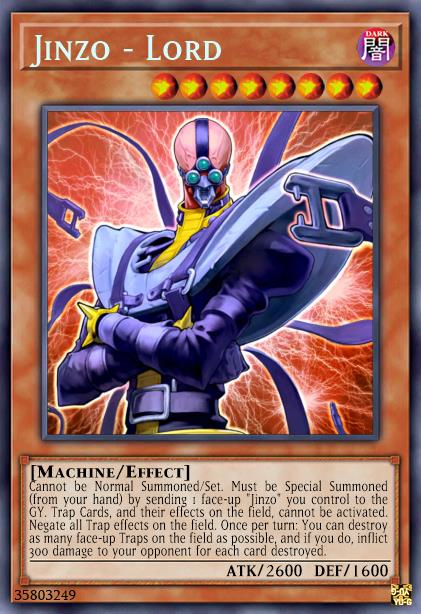 Jinzo - Lord
DARK
闇
[Machine/Effect]
Cannot be Normal Summoned/Set. Must be Special Summoned
(from your hand) by sending 1 face-up "Jinzo" you control to the
GY. Trap Cards, and their effects on the field, cannot be activated.
Negate all Trap effects on the field. Once per turn: You can destroy
as many face-up Traps on the field as possible, and if you do, inflict
300 damage to your opponent for each card destroyed.
ATK/2600 DEF/1600
35803249